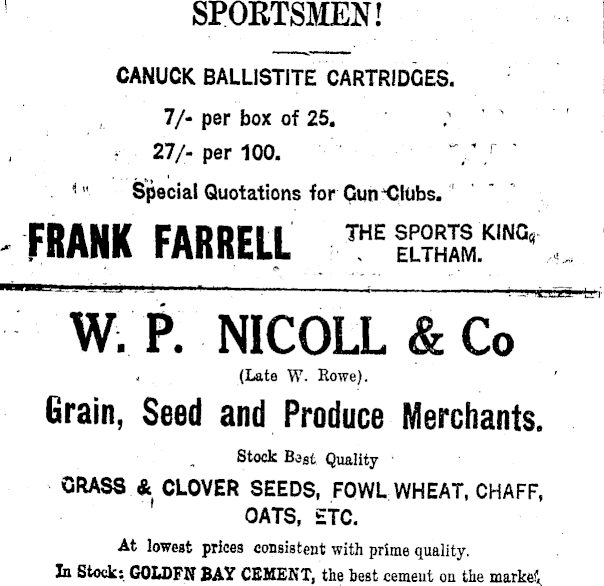 SPORTSMEN!
CANUCK BALLISTITE CARTRIDGES.
7/- per box of 25.
27/- per 100.
Special Quotations for Gun Clubs.
FRANK FARRELL
THE SPORTS KING,
ELTHAM.
W. P. NICOLL & Co
(Late W. Rowe).
Grain, Seed and Produce Merchants.
Stock Best Quality
GRASS & CLOVER SEEDS, FOWL WHEAT, CHAFF,
OATS, ETC.
At lowest prices consistent with prime quality.
In Stock: GOLDFN BAY CEMENT, the best cement on the market,